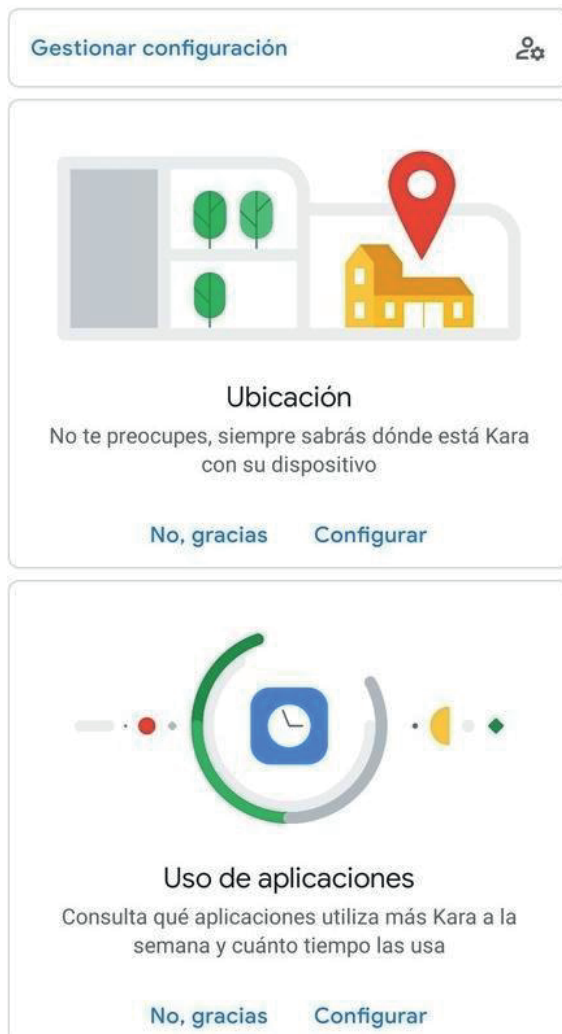 Gestionar configuración
Ubicación
No te preocupes, siempre sabrás dónde está Kara
con su dispositivo
No, gracias Configurar
Uso de aplicaciones
Consulta qué aplicaciones utiliza más Kara a la
semana y cuánto tiempo las usa
No, gracias Configurar